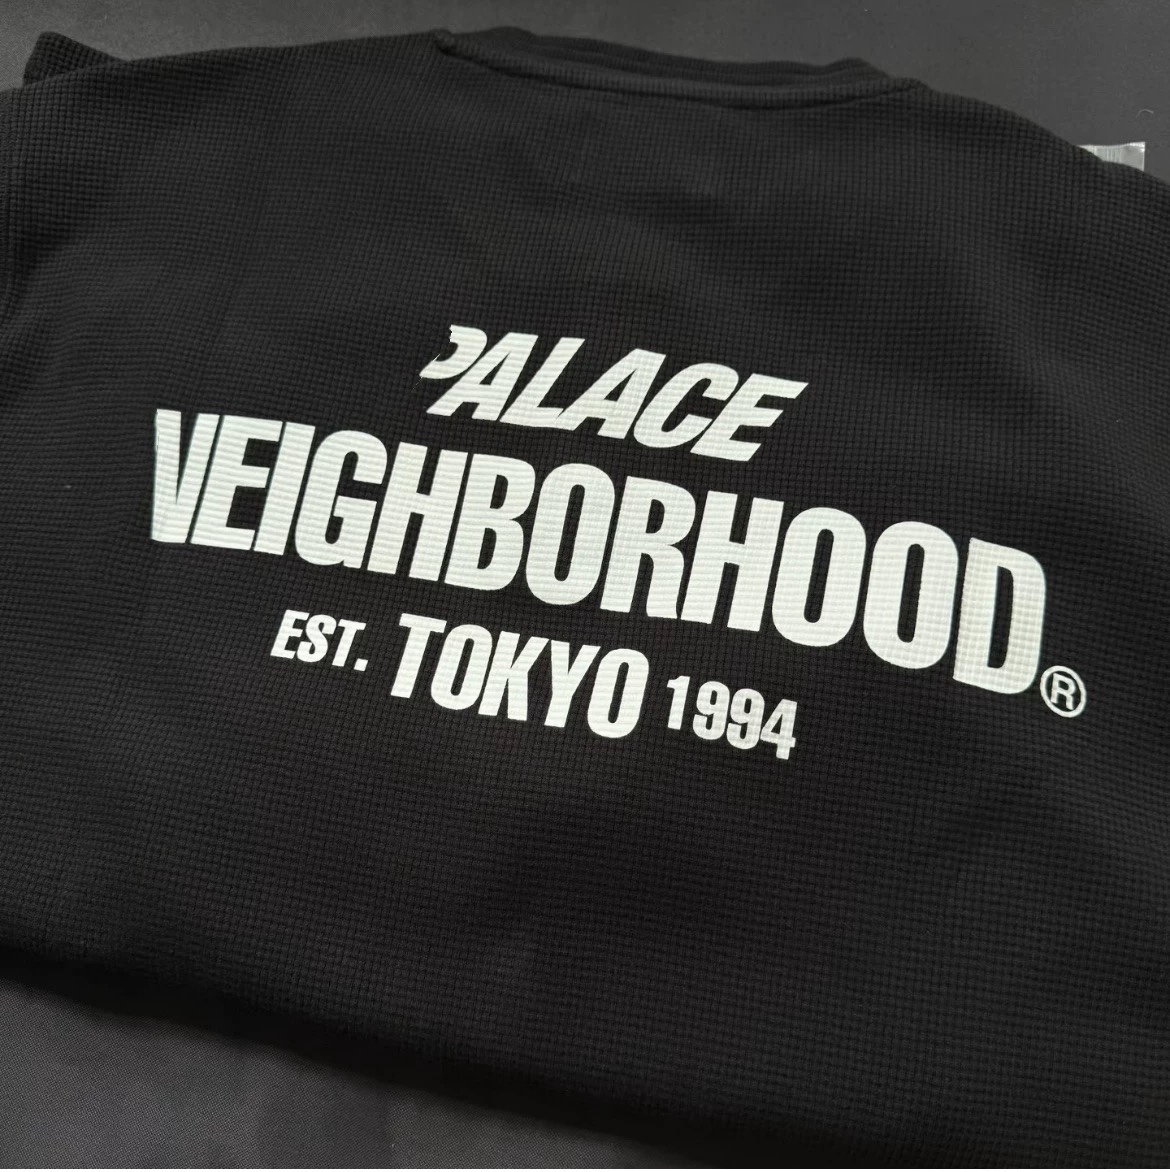 PALACE
NEIGHBORHOOD®
EST. TOKYO 1994